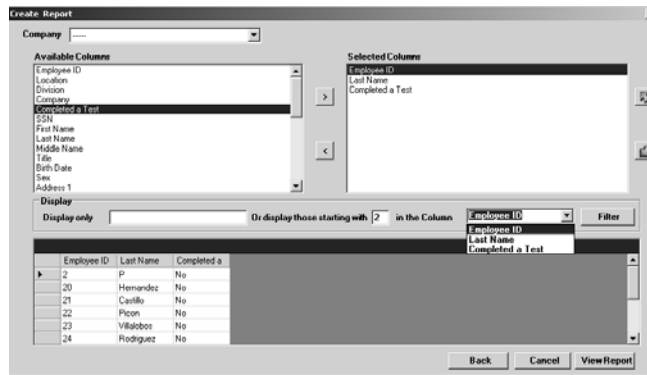 Create Report
Company -----
Available Columns
Employee ID
Location
Division
Company
Completed a Test
SSN
First Name
Last Name
Middle Name
Title
Birth Date
Sex
Address 1
>
<
Selected Columns
Employee ID
Last Name
Completed a Test
Display
Display only Or display those starting with 2 in the Column Employee ID Filter
Employee ID
Last Name
Completed a Test
Employee ID Last Name Completed a
2 P No
20 Hernandez No
21 Castillo No
22 Picon No
23 Villalobos No
24 Rodriguez No
Back Cancel View Report